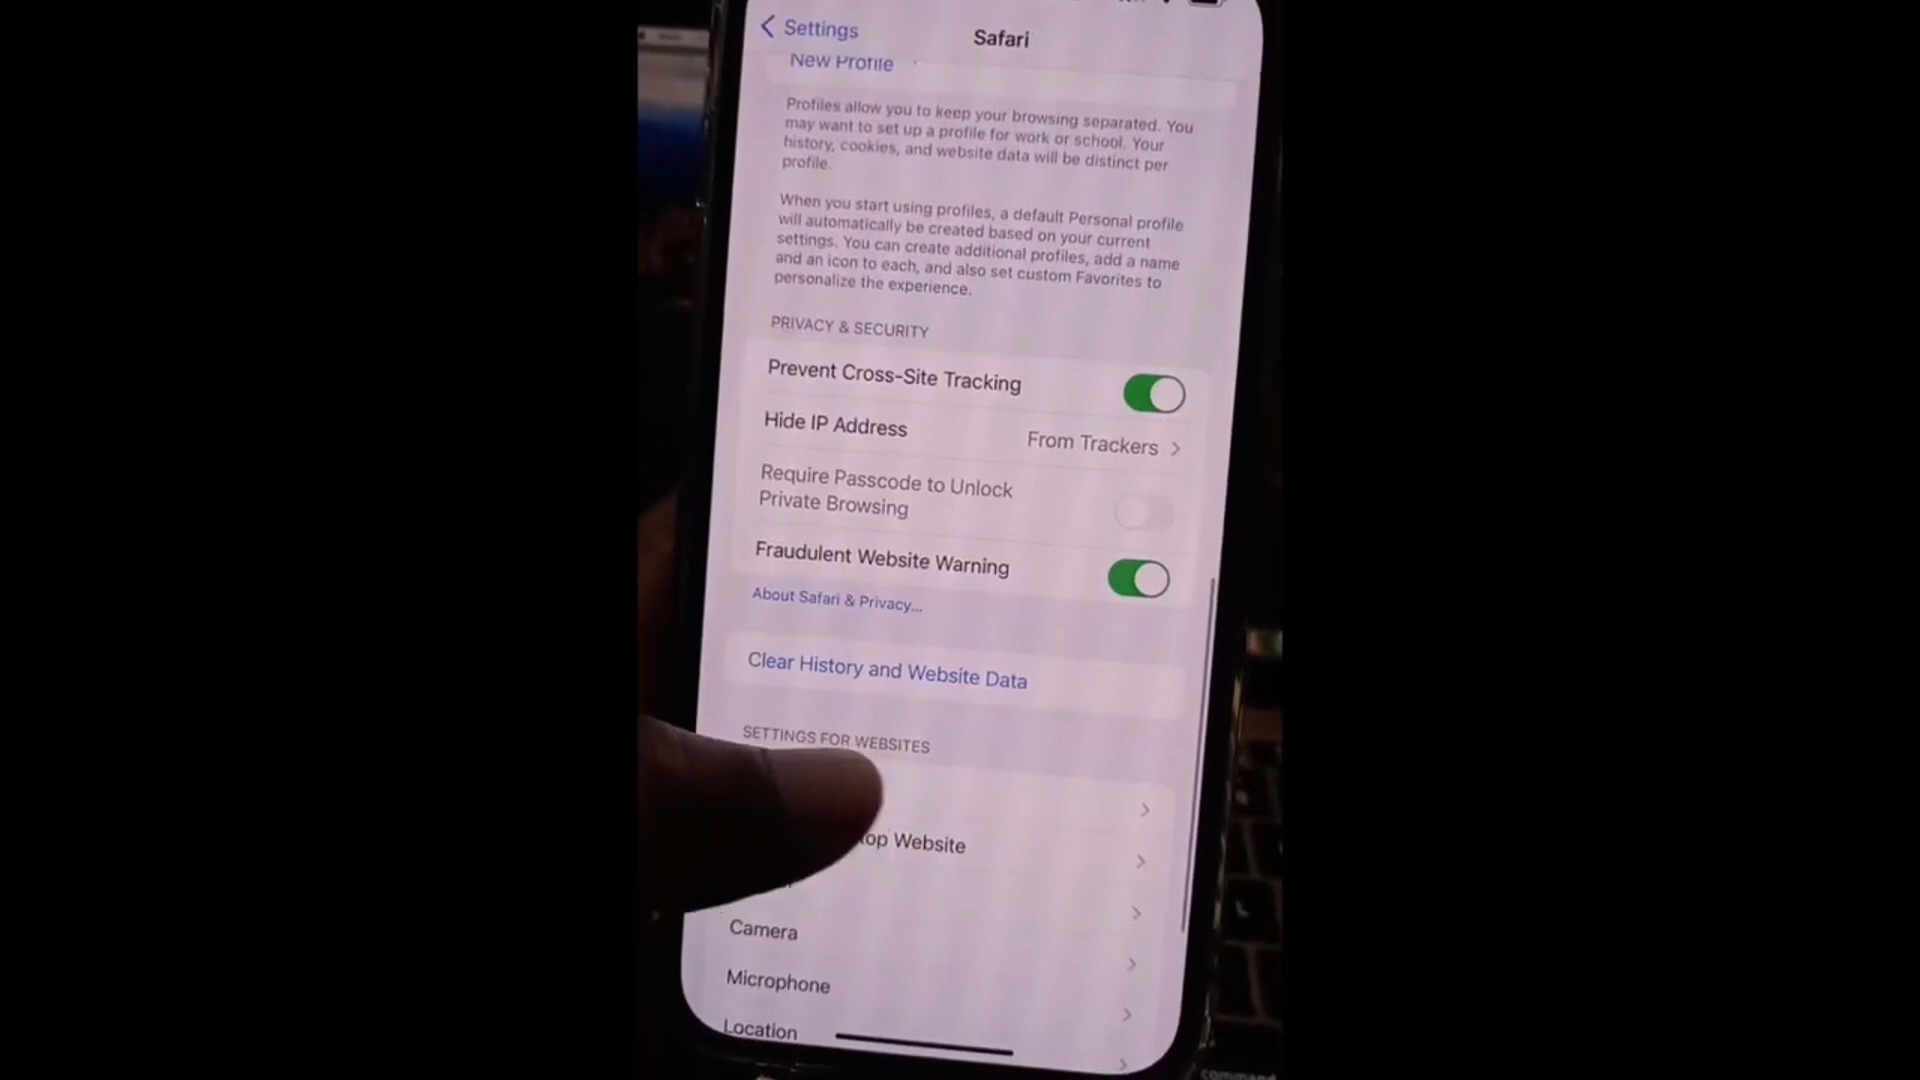 Settings
Safari
New Profile
Profiles allow you to keep your browsing separated. You
may want to set up a profile for work or school. Your
history, cookies, and website data will be distinct per
profile.
When you start using profiles, a default Personal profile
will automatically be created based on your current
settings. You can create additional profiles, add a name
and an icon to each, and also set custom Favorites to
personalize the experience.
PRIVACY & SECURITY
Prevent Cross-Site Tracking
Hide IP Address From Trackers
Require Passcode to Unlock
Private Browsing
Fraudulent Website Warning
About Safari & Privacy...
Clear History and Website Data
SETTINGS FOR WEBSITES
top Website
Camera
Microphone
Location
command